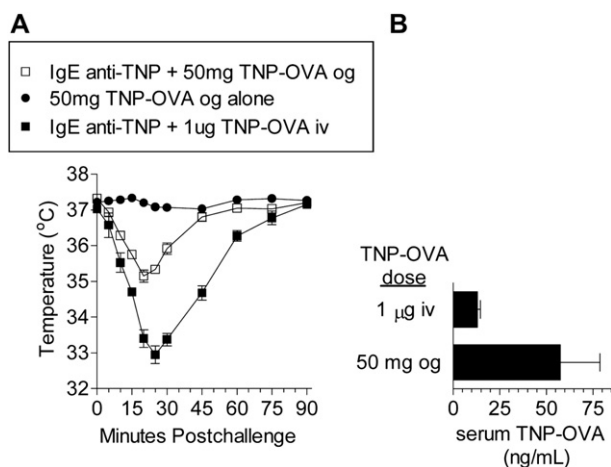 A
B
IgE anti-TNP + 50mg TNP-OVA og
50mg TNP-OVA og alone
IgE anti-TNP + 1ug TNP-OVA iv
38
37
36
35
33
32
Temperature (°C)
0 15 30 45 60 75 90
Minutes Postchallenge
TNP-OVA
dose
1 μg iv
50 mg og
0 25 50 75
serum TNP-OVA
(ng/mL)